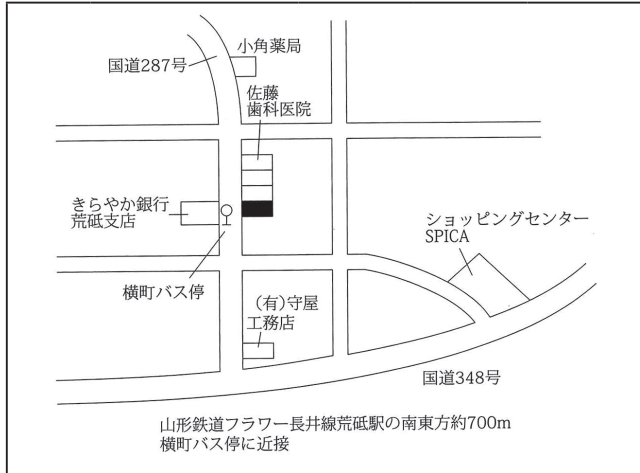 小角薬局
国道287号
佐藤
歯科医院
きらやか銀行
荒砥支店
ショッピングセンター
SPICA
横町バス停
(有)守屋
工務店
国道348号
山形鉄道フラワー長井線荒砥駅の南東方約700m
横町バス停に近接